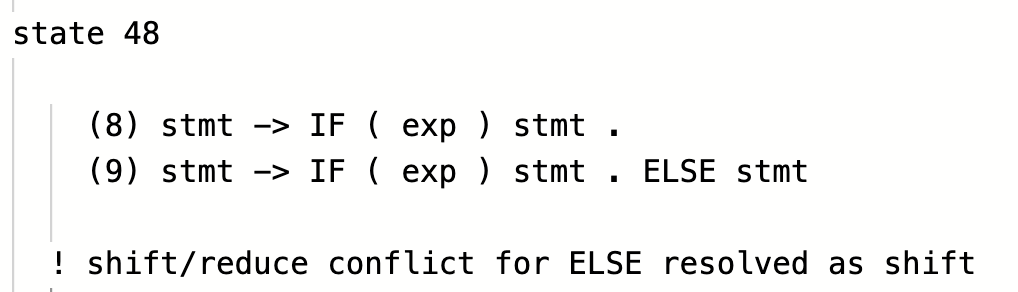 state 48
(8) stmt -> IF ( exp ) stmt .
(9) stmt -> IF ( exp ) stmt . ELSE stmt
! shift/reduce conflict for ELSE resolved as shift